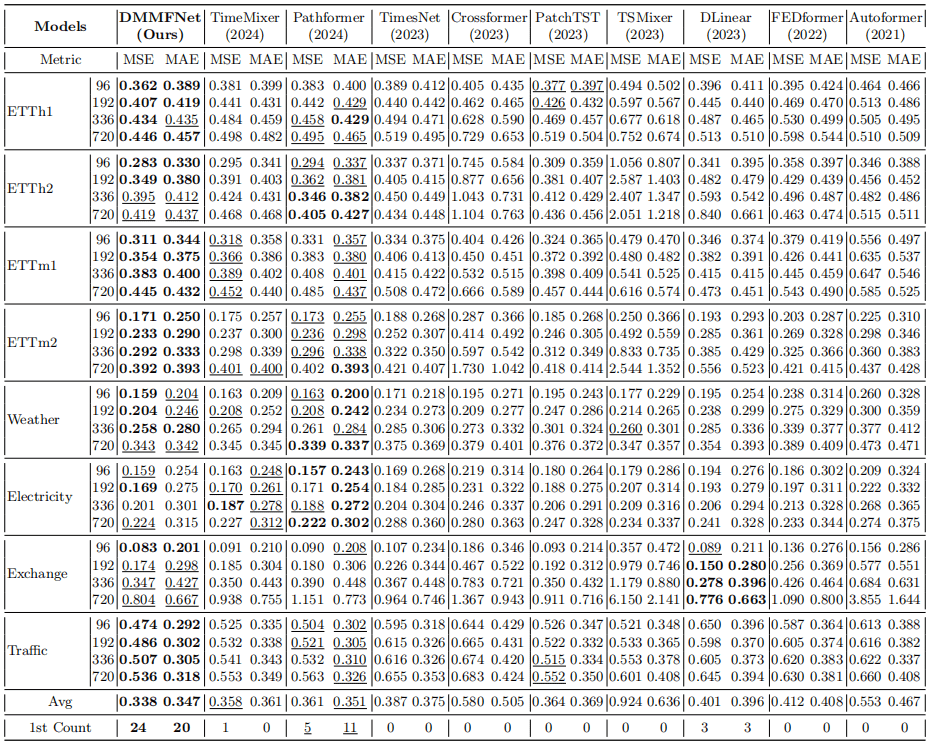 Models DMMFNet TimeMixer Pathformer TimesNet Crossformer PatchTST TSMixer DLinear FEDformer Autoformer
(Ours) (2024) (2024) (2023) (2023) (2023) (2023) (2023) (2022) (2021)
Metric MSE MAE MSE MAE MSE MAE MSE MAE MSE MAE MSE MAE MSE MAE MSE MAE MSE MAE MSE MAE
ETTh1
96 0.362 0.389 0.381 0.399 0.383 0.400 0.389 0.412 0.405 0.435 0.377 0.397 0.494 0.502 0.396 0.411 0.395 0.424 0.464 0.466
192 0.407 0.419 0.441 0.431 0.442 0.429 0.440 0.442 0.462 0.465 0.426 0.432 0.597 0.567 0.445 0.440 0.469 0.470 0.513 0.486
336 0.434 0.435 0.484 0.459 0.458 0.429 0.494 0.471 0.628 0.590 0.469 0.457 0.677 0.618 0.487 0.465 0.530 0.499 0.505 0.495
720 0.446 0.457 0.498 0.482 0.495 0.465 0.519 0.495 0.729 0.653 0.519 0.504 0.752 0.674 0.513 0.510 0.598 0.544 0.510 0.509
ETTh2
96 0.283 0.330 0.295 0.341 0.294 0.337 0.337 0.371 0.745 0.584 0.309 0.359 1.056 0.807 0.341 0.395 0.358 0.397 0.346 0.388
192 0.349 0.380 0.391 0.403 0.362 0.381 0.405 0.415 0.877 0.656 0.381 0.407 2.587 1.403 0.482 0.479 0.429 0.439 0.456 0.452
336 0.395 0.412 0.424 0.431 0.346 0.382 0.450 0.449 1.043 0.731 0.412 0.429 2.407 1.347 0.593 0.542 0.496 0.487 0.482 0.486
720 0.419 0.437 0.468 0.468 0.405 0.427 0.434 0.448 1.104 0.763 0.436 0.456 2.051 1.218 0.840 0.661 0.463 0.474 0.515 0.511
ETTm1
96 0.311 0.344 0.318 0.358 0.331 0.357 0.334 0.375 0.404 0.426 0.324 0.365 0.479 0.470 0.346 0.374 0.379 0.419 0.556 0.497
192 0.354 0.375 0.366 0.386 0.383 0.380 0.406 0.413 0.450 0.451 0.372 0.392 0.480 0.482 0.382 0.391 0.426 0.441 0.635 0.537
336 0.383 0.400 0.389 0.402 0.408 0.401 0.415 0.422 0.532 0.515 0.398 0.409 0.541 0.525 0.415 0.415 0.445 0.459 0.647 0.546
720 0.445 0.432 0.452 0.440 0.485 0.437 0.508 0.472 0.666 0.589 0.457 0.444 0.616 0.574 0.473 0.451 0.543 0.490 0.585 0.525
ETTm2
96 0.171 0.250 0.175 0.257 0.173 0.255 0.188 0.268 0.287 0.366 0.185 0.268 0.250 0.366 0.193 0.293 0.203 0.287 0.225 0.310
192 0.233 0.290 0.237 0.300 0.236 0.298 0.252 0.307 0.414 0.492 0.246 0.305 0.492 0.559 0.285 0.361 0.269 0.328 0.298 0.346
336 0.292 0.333 0.298 0.339 0.296 0.338 0.322 0.350 0.597 0.542 0.312 0.349 0.833 0.735 0.385 0.429 0.325 0.366 0.360 0.383
720 0.392 0.393 0.401 0.400 0.402 0.393 0.421 0.407 1.730 1.042 0.418 0.414 2.544 1.352 0.556 0.523 0.421 0.415 0.437 0.428
Weather
96 0.159 0.204 0.163 0.209 0.163 0.200 0.171 0.218 0.195 0.271 0.195 0.243 0.177 0.229 0.195 0.254 0.238 0.314 0.260 0.328
192 0.204 0.246 0.208 0.252 0.208 0.242 0.234 0.273 0.209 0.277 0.247 0.286 0.214 0.265 0.238 0.299 0.275 0.329 0.300 0.359
336 0.258 0.280 0.265 0.294 0.261 0.284 0.285 0.306 0.273 0.332 0.301 0.324 0.260 0.301 0.285 0.336 0.339 0.377 0.377 0.412
720 0.343 0.342 0.345 0.345 0.339 0.337 0.375 0.369 0.379 0.401 0.376 0.372 0.347 0.357 0.354 0.393 0.389 0.409 0.473 0.471
Electricity
96 0.159 0.254 0.163 0.248 0.157 0.243 0.169 0.268 0.219 0.314 0.180 0.264 0.179 0.286 0.194 0.276 0.186 0.302 0.209 0.324
192 0.169 0.275 0.170 0.261 0.171 0.254 0.184 0.285 0.231 0.322 0.188 0.275 0.207 0.314 0.193 0.279 0.197 0.311 0.222 0.332
336 0.201 0.301 0.187 0.278 0.188 0.272 0.204 0.304 0.246 0.337 0.206 0.291 0.209 0.316 0.206 0.294 0.213 0.328 0.268 0.365
720 0.224 0.315 0.227 0.312 0.222 0.302 0.288 0.360 0.280 0.363 0.247 0.328 0.234 0.337 0.241 0.328 0.233 0.344 0.274 0.375
Exchange
96 0.083 0.201 0.091 0.210 0.090 0.208 0.107 0.234 0.186 0.346 0.093 0.214 0.357 0.472 0.089 0.211 0.136 0.276 0.156 0.286
192 0.174 0.298 0.185 0.304 0.180 0.306 0.226 0.344 0.467 0.522 0.192 0.312 0.979 0.746 0.150 0.280 0.256 0.369 0.577 0.551
336 0.347 0.427 0.350 0.443 0.390 0.448 0.367 0.448 0.783 0.721 0.350 0.432 1.179 0.880 0.278 0.396 0.426 0.464 0.684 0.631
720 0.804 0.667 0.938 0.755 1.151 0.773 0.964 0.746 1.367 0.943 0.911 0.716 6.150 2.141 0.776 0.663 1.090 0.800 3.855 1.644
Traffic
96 0.474 0.292 0.525 0.335 0.504 0.302 0.595 0.318 0.644 0.429 0.526 0.347 0.521 0.348 0.650 0.396 0.587 0.364 0.613 0.388
192 0.486 0.302 0.532 0.338 0.521 0.305 0.615 0.326 0.665 0.431 0.522 0.332 0.533 0.365 0.598 0.370 0.605 0.374 0.616 0.382
336 0.507 0.305 0.541 0.343 0.532 0.310 0.616 0.326 0.674 0.420 0.515 0.334 0.553 0.378 0.605 0.373 0.620 0.383 0.622 0.337
720 0.536 0.318 0.553 0.349 0.563 0.326 0.655 0.353 0.683 0.424 0.552 0.350 0.601 0.408 0.645 0.394 0.630 0.381 0.660 0.408
Avg 0.338 0.347 0.358 0.361 0.361 0.351 0.387 0.375 0.580 0.505 0.364 0.369 0.924 0.636 0.401 0.396 0.412 0.408 0.553 0.467
1st Count 24 20 1 0 5 11 0 0 0 0 0 0 0 0 3 3 0 0 0 0